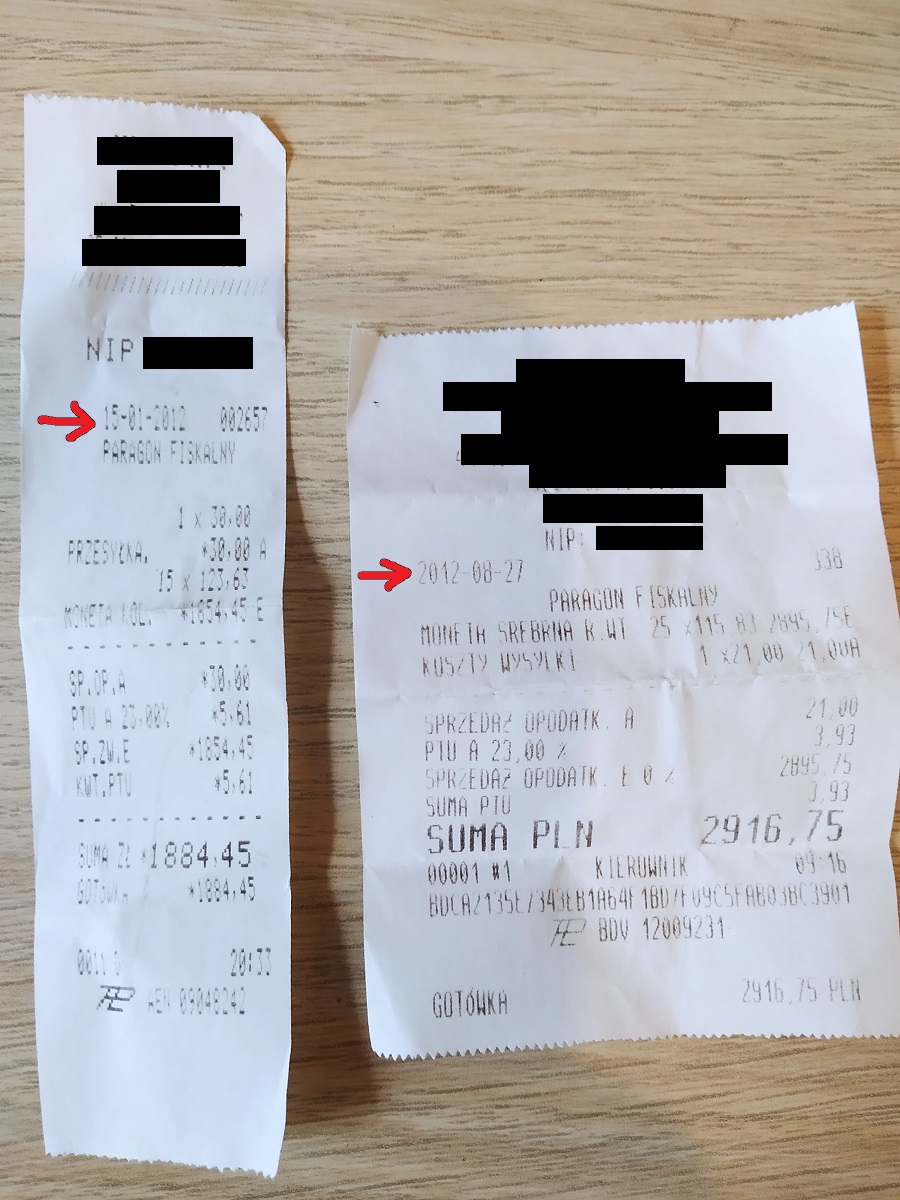 NIP
15-01-2012 002657
PARAGON FISKALNY
1 x 30,00
PRZESYŁKA. *30,00 A
15 x 123,63
MONETA KOL. *1854,45 E
SP.OP.A *30,00
PTU A 23,00% *5,61
SP.ZW.E *1854,45
KWT.PTU *5,61
SUMA ZŁ *1884,45
GOTÓWKA *1884,45
20:33
AEN 09048242
NIP:
2012-08-27 338
PARAGON FISKALNY
MONETA SREBRNA R.WT 25 x115,83 2895,75E
KOSZTY WYSYŁKI 1 x21,00 21,00A
SPRZEDAŻ OPODATK. A 21,00
PTU A 23,00 % 3,93
SPRZEDAŻ OPODATK. E 0 % 2895,75
SUMA PTU 3,93
SUMA PLN 2916,75
00001 #1 KIEROWNIK 09:16
BDV 12009231
GOTÓWKA 2916,75 PLN